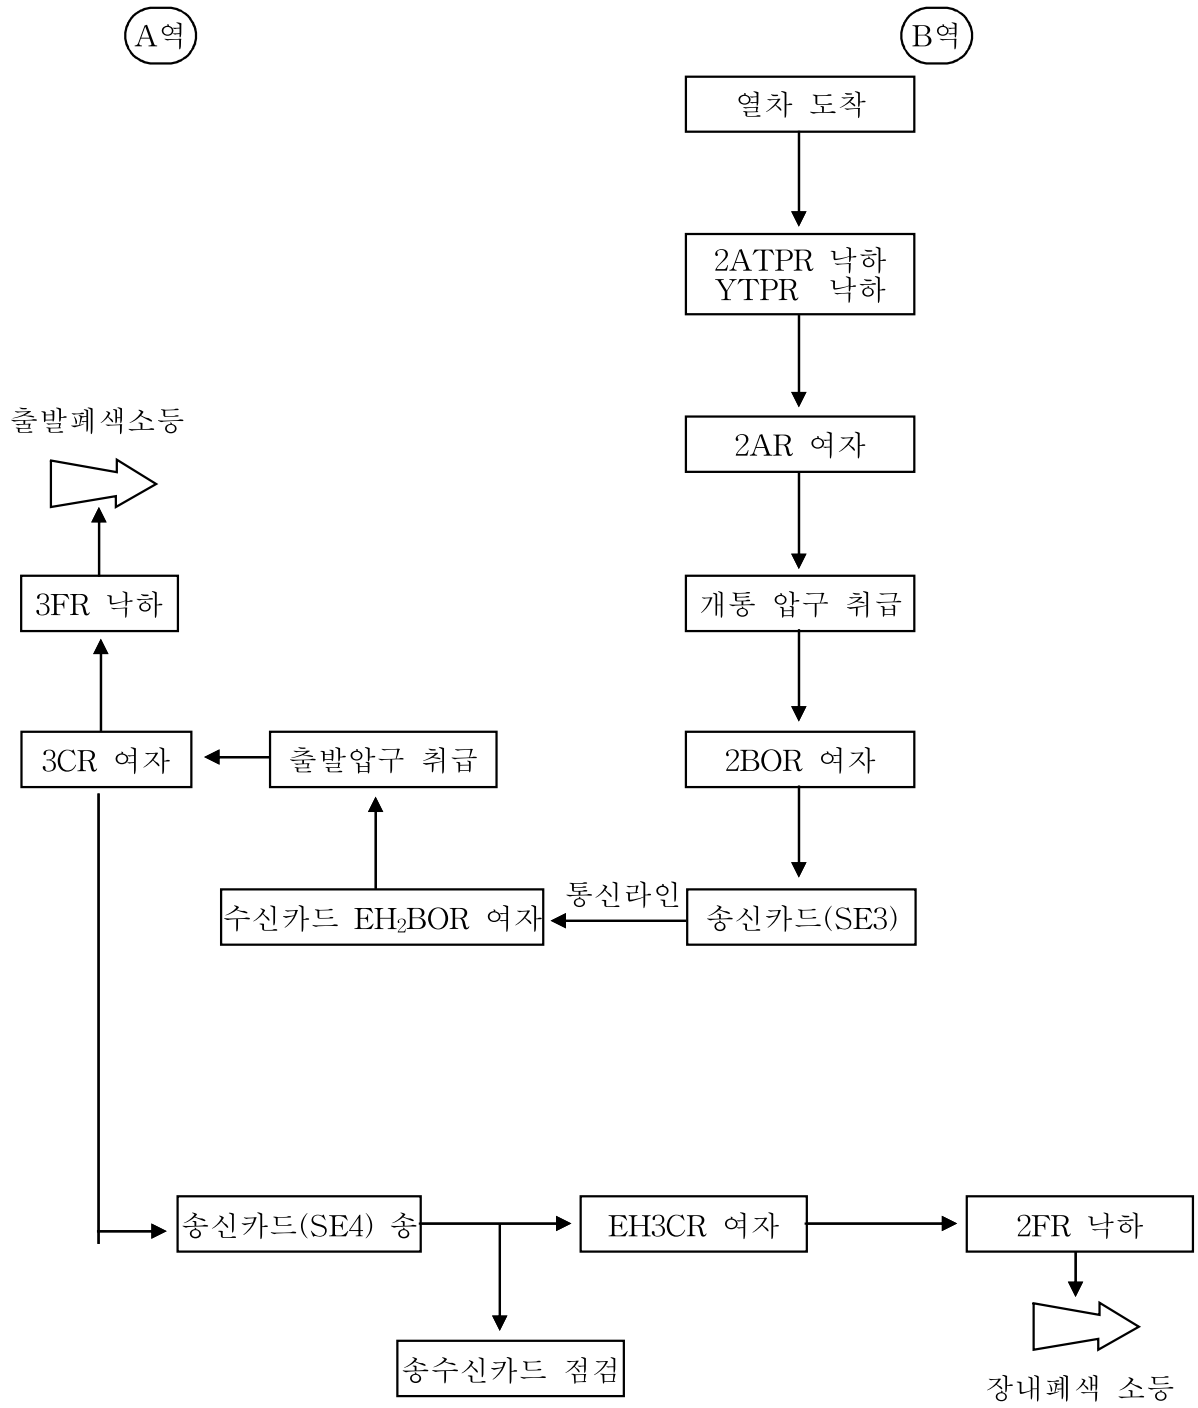 A역
B역
열차 도착
2ATPR 낙하
YTPR 낙하
출발폐색소등
2AR 여자
3FR 낙하
개통 압구 취급
3CR 여자
출발압구 취급
2BOR 여자
통신라인
수신카드 EH₂BOR 여자
송신카드(SE3)
송신카드(SE4) 송
EH3CR 여자
2FR 낙하
송수신카드 점검
장내폐색 소등